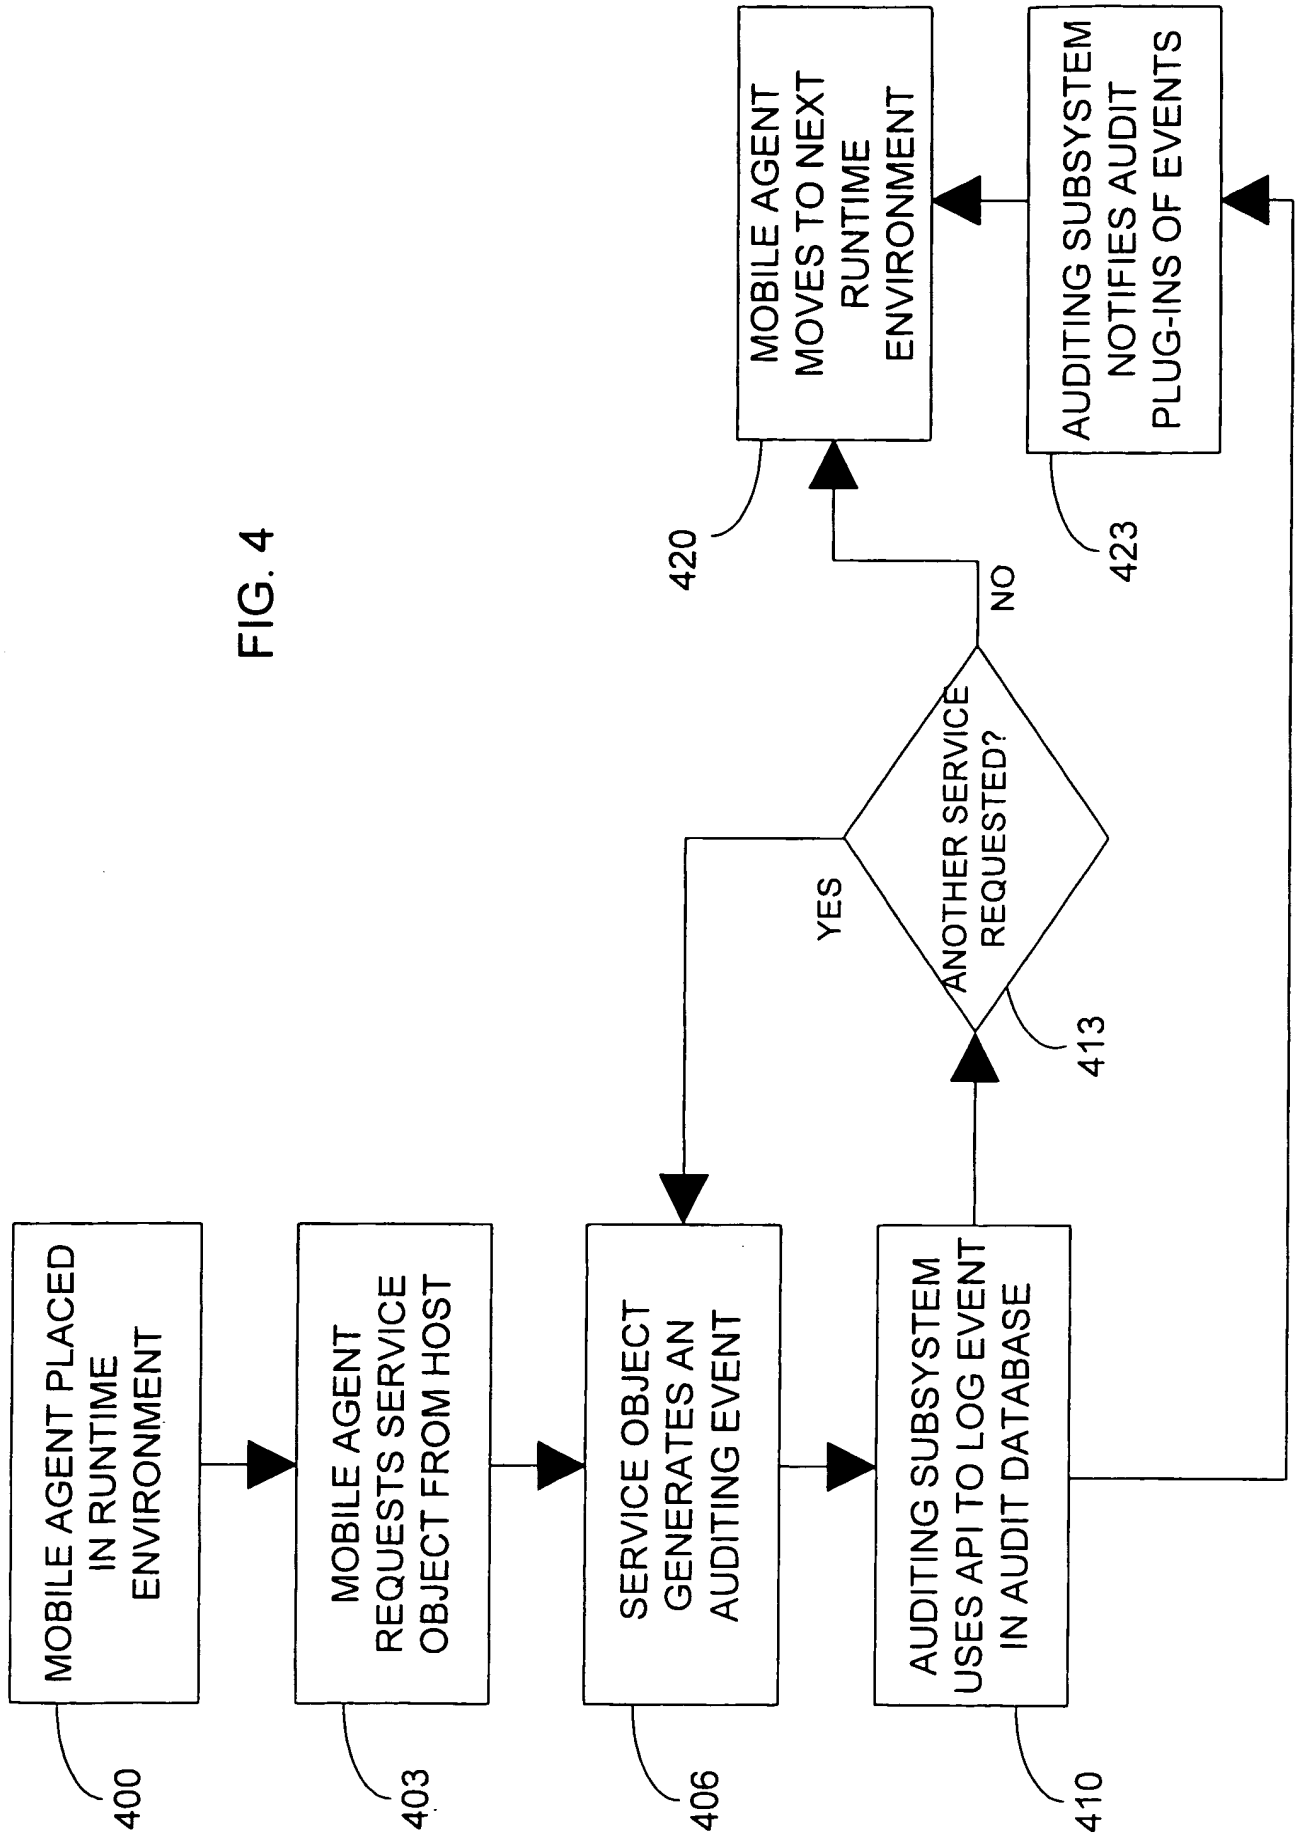 FIG. 4
MOBILE AGENT PLACED
IN RUNTIME
ENVIRONMENT
400
MOBILE AGENT
REQUESTS SERVICE
OBJECT FROM HOST
403
SERVICE OBJECT
GENERATES AN
AUDITING EVENT
406
AUDITING SUBSYSTEM
USES API TO LOG EVENT
IN AUDIT DATABASE
410
ANOTHER SERVICE
REQUESTED?
413
YES
NO
MOBILE AGENT
MOVES TO NEXT
RUNTIME
ENVIRONMENT
420
AUDITING SUBSYSTEM
NOTIFIES AUDIT
PLUG-INS OF EVENTS
423